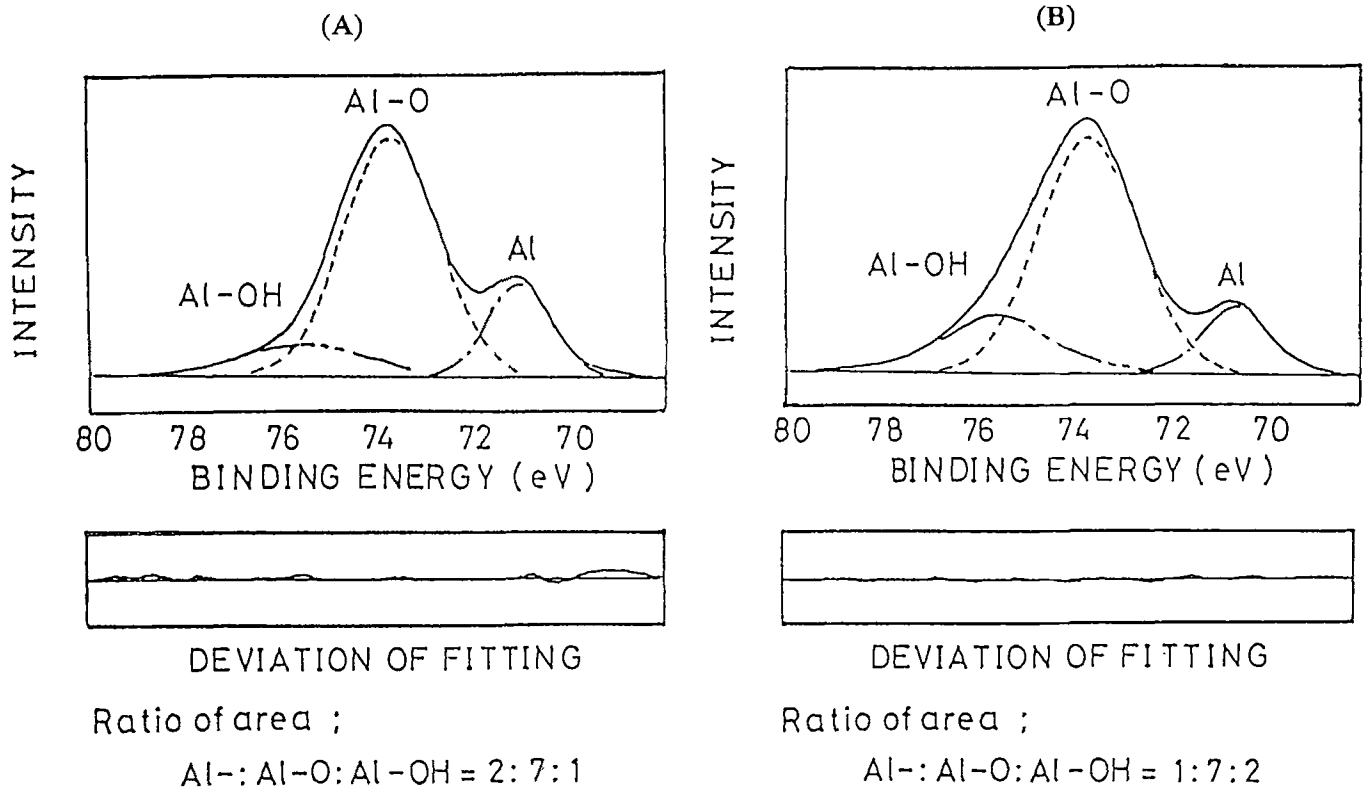 (A)
Al-O
Al
Al-OH
INTENSITY
80 78 76 74 72 70
BINDING ENERGY (eV)
DEVIATION OF FITTING
Ratio of area ;
Al-: Al-O: Al-OH = 2: 7: 1
(B)
Al-O
Al-OH
Al
INTENSITY
80 78 76 74 72 70
BINDING ENERGY (eV)
DEVIATION OF FITTING
Ratio of area ;
Al-: Al-O: Al-OH = 1:7:2